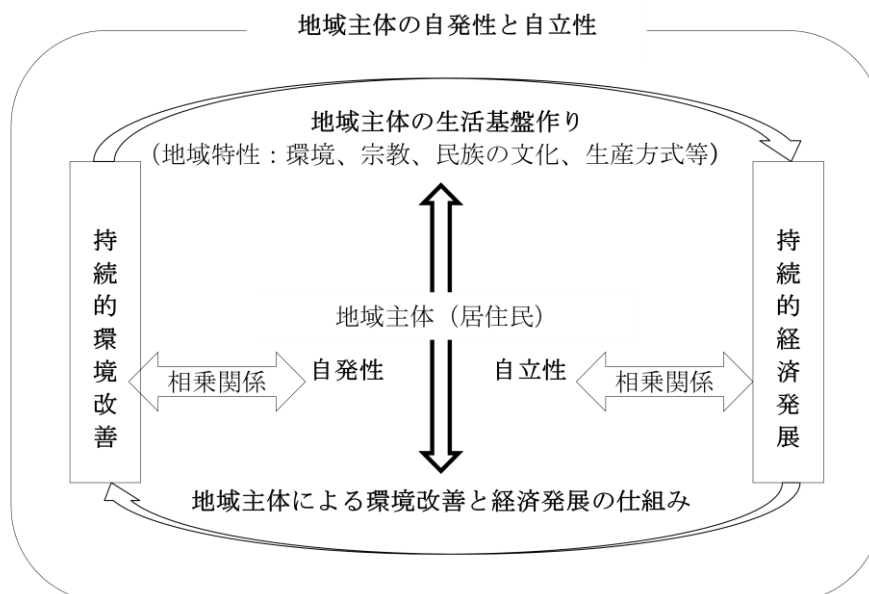 地域主体の自発性と自立性
地域主体の生活基盤作り
（地域特性：環境、宗教、民族の文化、生産方式等）
持続的環境改善
持続的経済発展
地域主体（居住民）
相乗関係
自発性
自立性
相乗関係
地域主体による環境改善と経済発展の仕組み